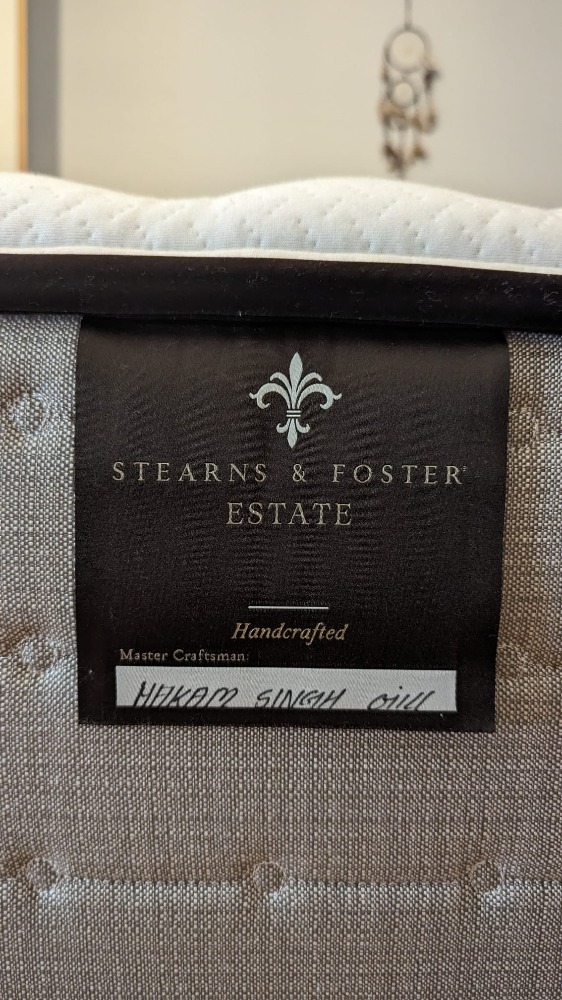 STEARNS & FOSTER®
ESTATE
Handcrafted
Master Craftsman:
HAKAM SINGH Gill